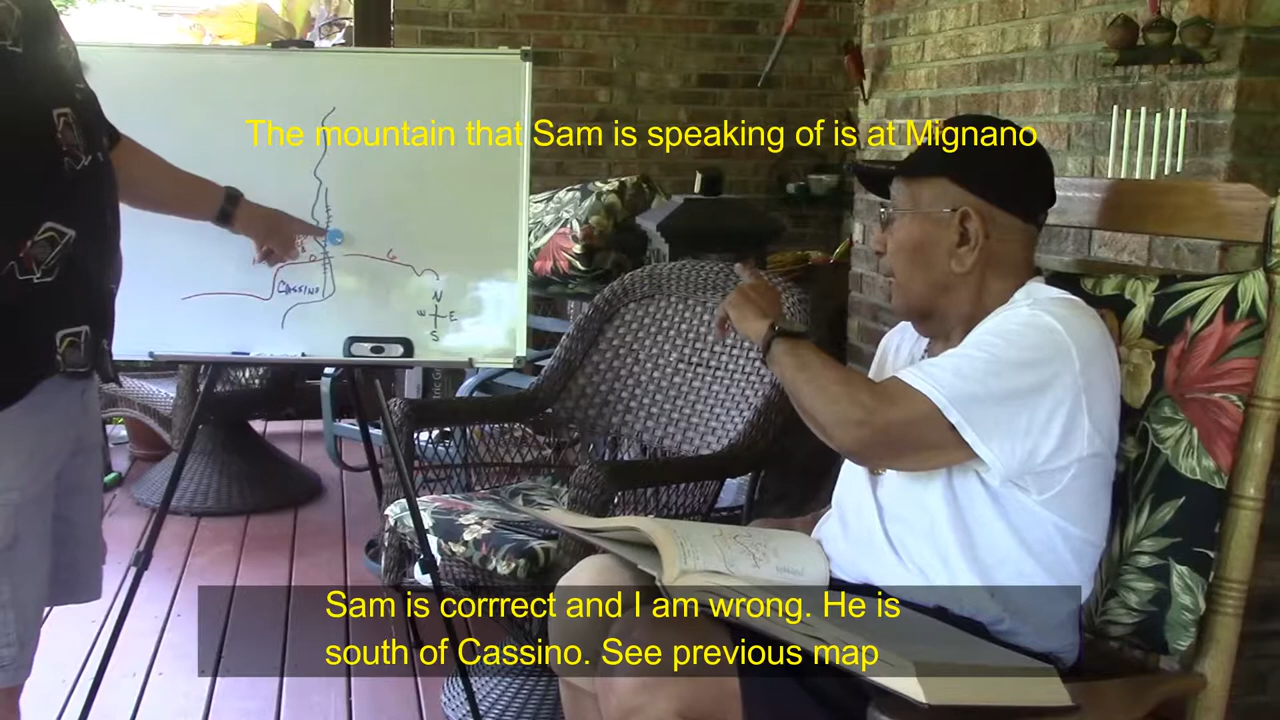 The mountain that Sam is speaking of is at Mignano
6
CASSINO
N
W E
S
Sam is corrrect and I am wrong. He is
south of Cassino. See previous map